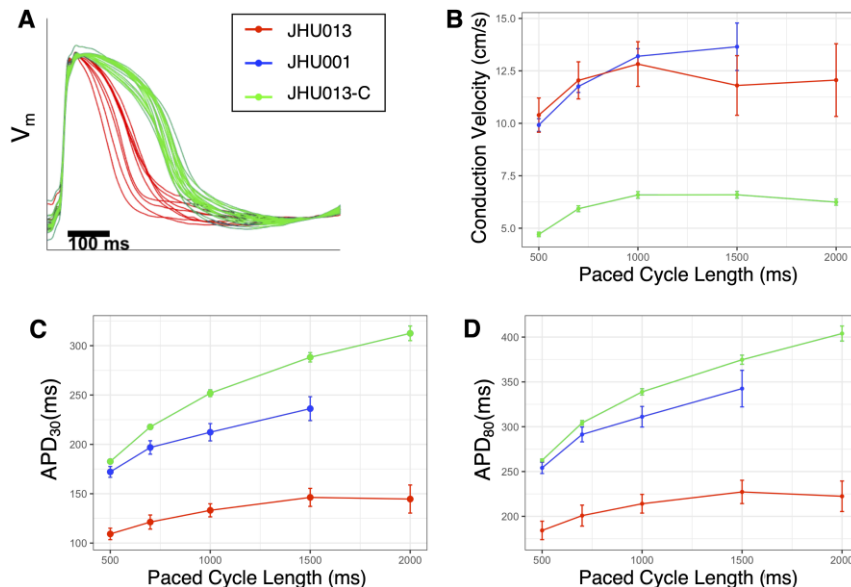 A
JHU013
JHU001
JHU013-C
Vm
100 ms
B
Conduction Velocity (cm/s)
15.0
12.5
10.0
7.5
5.0
500
1000
1500
2000
Paced Cycle Length (ms)
C
APD30(ms)
300
250
200
150
100
500
1000
1500
2000
Paced Cycle Length (ms)
D
APD80(ms)
400
350
300
250
200
500
1000
1500
2000
Paced Cycle Length (ms)